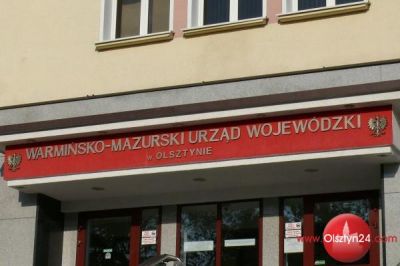 WARMIŃSKO-MAZURSKI URZĄD WOJEWÓDZKI
w OLSZTYNIE
www.Olsztyn24.com